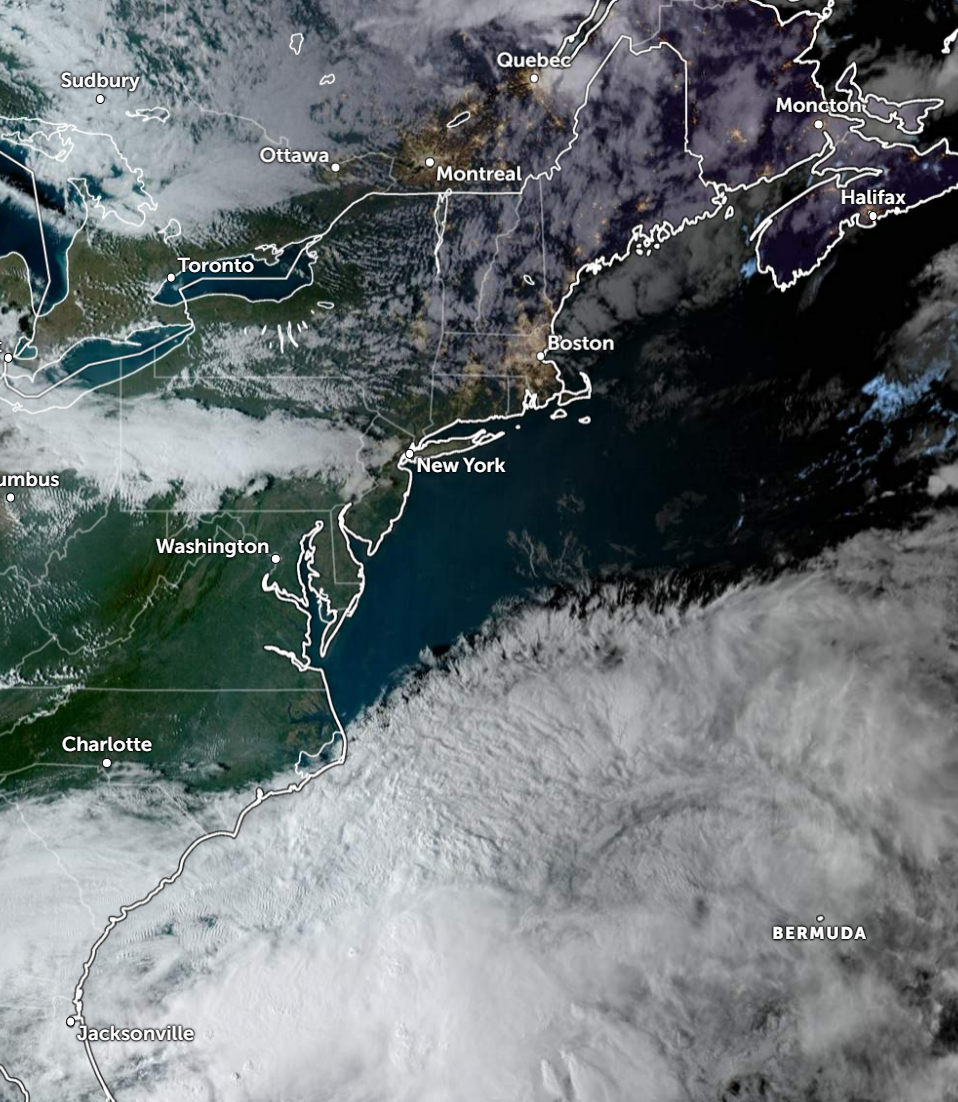 Quebec
Sudbury
Moncton
Ottawa
Montreal
Halifax
Toronto
Boston
New York
umbus
Washington
Charlotte
BERMUDA
Jacksonville